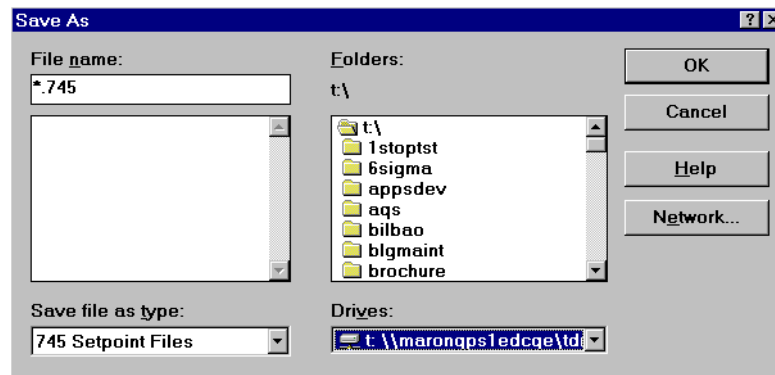 Save As
File name:
*.745
Folders:
t:\
t:\
1stoptst
6sigma
appsdev
aqs
bilbao
blgmaint
brochure
OK
Cancel
Help
Network...
Save file as type:
745 Setpoint Files
Drives:
t: \\maronqps1edcqe\td